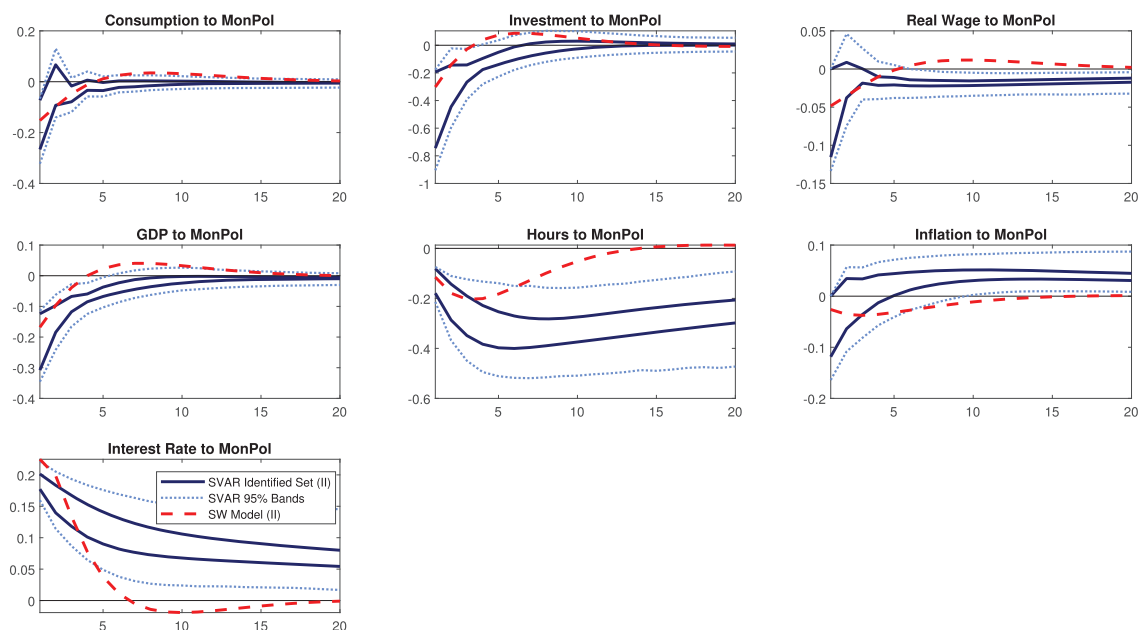 Consumption to MonPol
0.2
0
-0.2
-0.4
5 10 15 20
Investment to MonPol
0
-0.2
-0.4
-0.6
-0.8
-1
5 10 15 20
Real Wage to MonPol
0.05
0
-0.05
-0.1
-0.15
5 10 15 20
GDP to MonPol
0.1
0
-0.1
-0.2
-0.3
-0.4
5 10 15 20
Hours to MonPol
0
-0.2
-0.4
-0.6
5 10 15 20
Inflation to MonPol
0.1
0
-0.1
-0.2
5 10 15 20
Interest Rate to MonPol
0.2
0.15
0.1
0.05
0
5 10 15 20
SVAR Identified Set (II)
SVAR 95% Bands
SW Model (II)